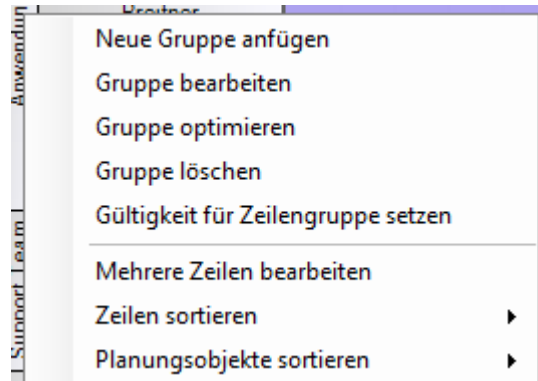 Breitner
Anwendun
Neue Gruppe anfügen
Gruppe bearbeiten
Gruppe optimieren
Gruppe löschen
Gültigkeit für Zeilengruppe setzen
Mehrere Zeilen bearbeiten
Zeilen sortieren
Planungsobjekte sortieren
Support Team